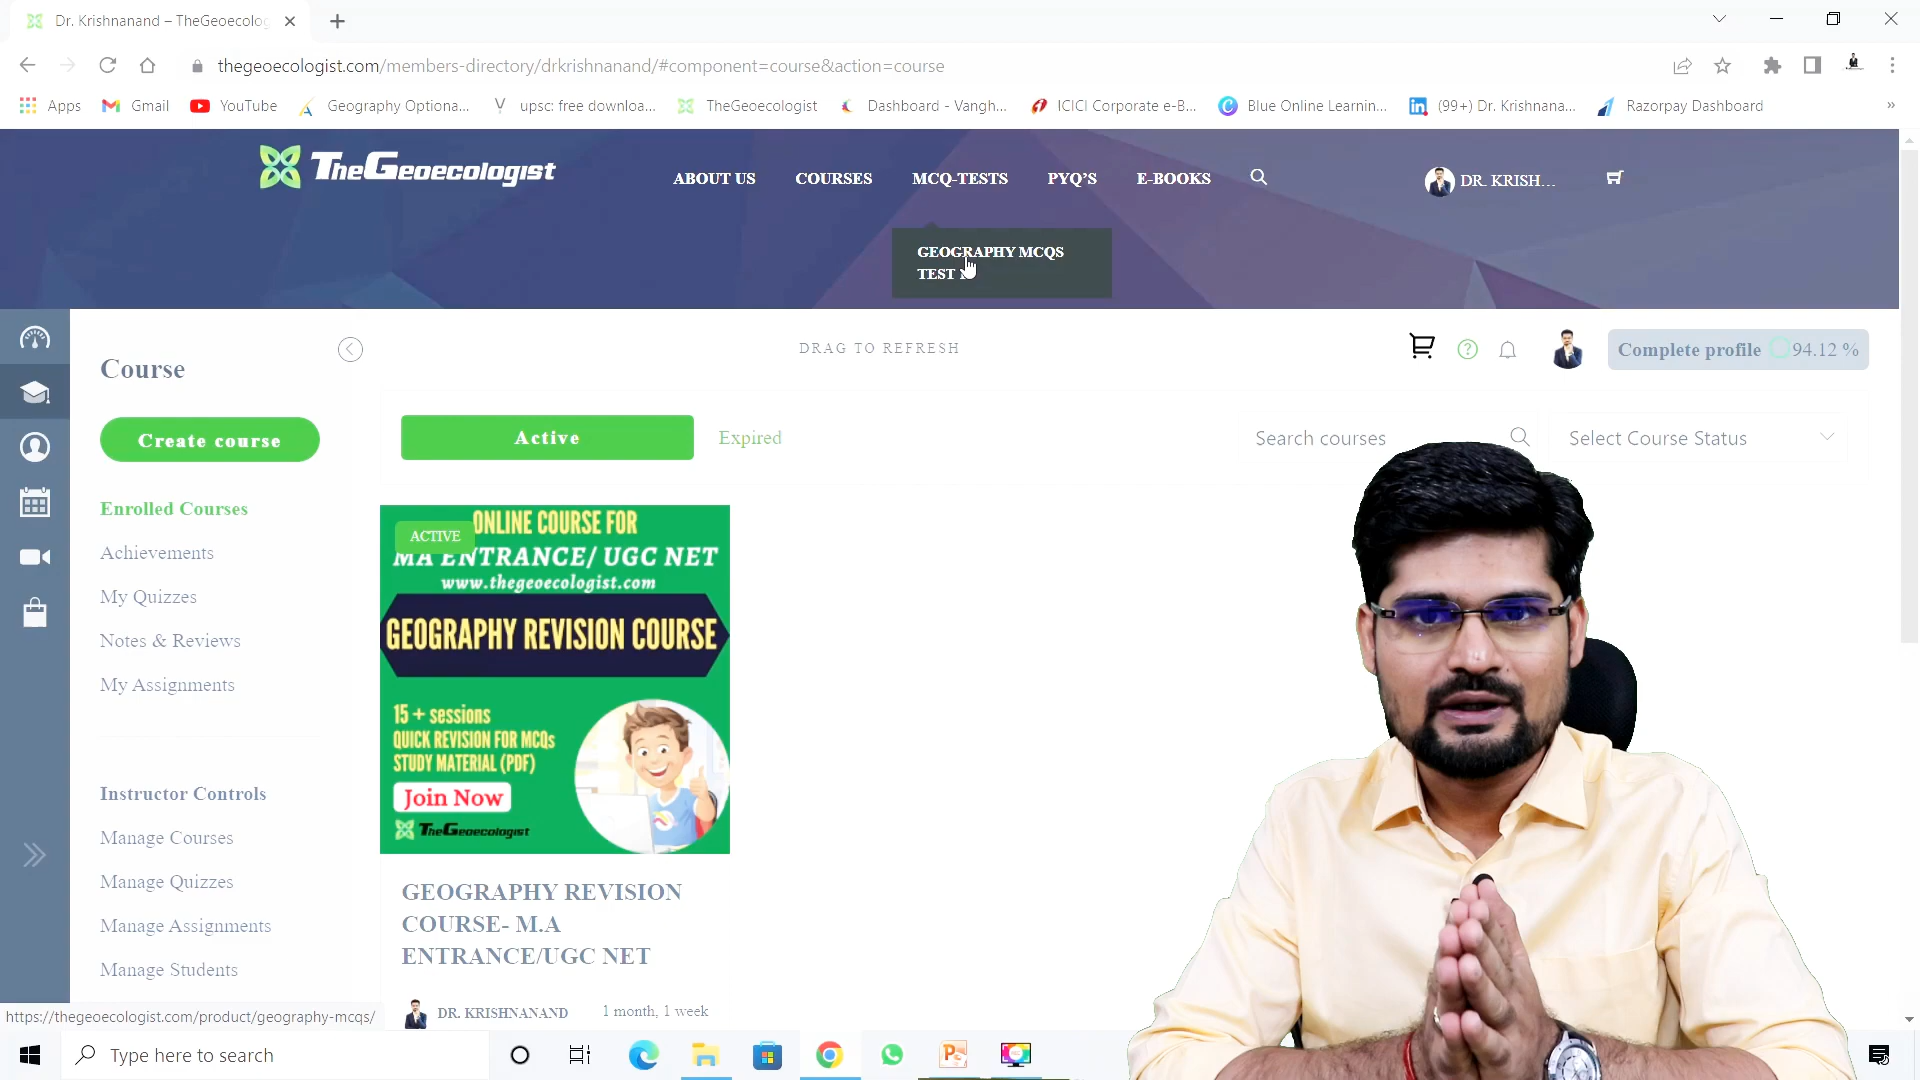 Dr. Krishnanand – TheGeoecolog
thegeoecologist.com/members-directory/drkrishnanand/#component=course&action=course
Apps
Gmail
YouTube
Geography Optiona...
upsc: free downloa...
TheGeoecologist
Dashboard - Vangh...
ICICI Corporate e-B...
Blue Online Learnin...
(99+) Dr. Krishnana...
Razorpay Dashboard
»
TheGeoecologist
ABOUT US
COURSES
MCQ-TESTS
PYQ'S
E-BOOKS
DR. KRISH...
GEOGRAPHY MCQS
TEST
Course
DRAG TO REFRESH
Complete profile 94.12 %
Create course
Active
Expired
Search courses
Select Course Status
Enrolled Courses
Achievements
My Quizzes
Notes & Reviews
My Assignments
Instructor Controls
Manage Courses
Manage Quizzes
Manage Assignments
Manage Students
ACTIVE
ONLINE COURSE FOR
MA ENTRANCE/ UGC NET
www.thegeoecologist.com
GEOGRAPHY REVISION COURSE
15 + sessions
QUICK REVISION FOR MCQs
STUDY MATERIAL (PDF)
Join Now
TheGeoecologist
GEOGRAPHY REVISION
COURSE- M.A
ENTRANCE/UGC NET
DR. KRISHNANAND
1 month, 1 week
https://thegeoecologist.com/product/geography-mcqs/
Type here to search